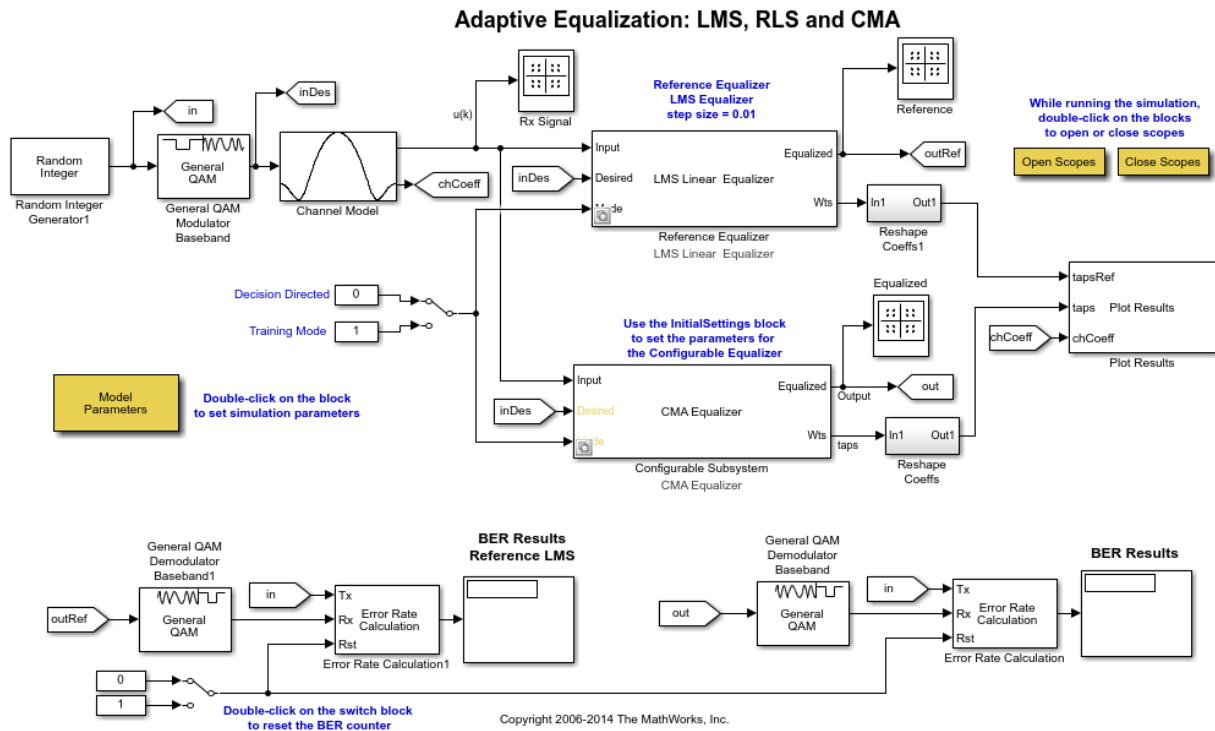 Adaptive Equalization: LMS, RLS and CMA
in
inDes
u(k)
Rx Signal
Reference Equalizer
LMS Equalizer
step size = 0.01
Reference
While running the simulation,
double-click on the blocks
to open or close scopes
Open Scopes
Close Scopes
Random
Integer
Random Integer
Generator1
General
QAM
General QAM
Modulator
Baseband
Channel Model
chCoeff
inDes
Input
Desired
LMS Linear Equalizer
Equalized
Wts
Reference Equalizer
LMS Linear Equalizer
outRef
In1
Out1
Reshape
Coeffs1
Decision Directed
0
Training Mode
1
Use the InitialSettings block
to set the parameters for
the Configurable Equalizer
Equalized
tapsRef
taps
chCoeff
Plot Results
chCoeff
Plot Results
Model
Parameters
Double-click on the block
to set simulation parameters
inDes
Input
Desired
CMA Equalizer
Equalized
Wts
Configurable Subsystem
CMA Equalizer
Output
out
taps
In1
Out1
Reshape
Coeffs
General QAM
Demodulator
Baseband1
General
QAM
outRef
in
Tx
Rx
Rst
Error Rate
Calculation
Error Rate Calculation1
BER Results
Reference LMS
0
1
Double-click on the switch block
to reset the BER counter
General QAM
Demodulator
Baseband
General
QAM
out
in
Tx
Rx
Rst
Error Rate
Calculation
Error Rate Calculation
BER Results
Copyright 2006-2014 The MathWorks, Inc.